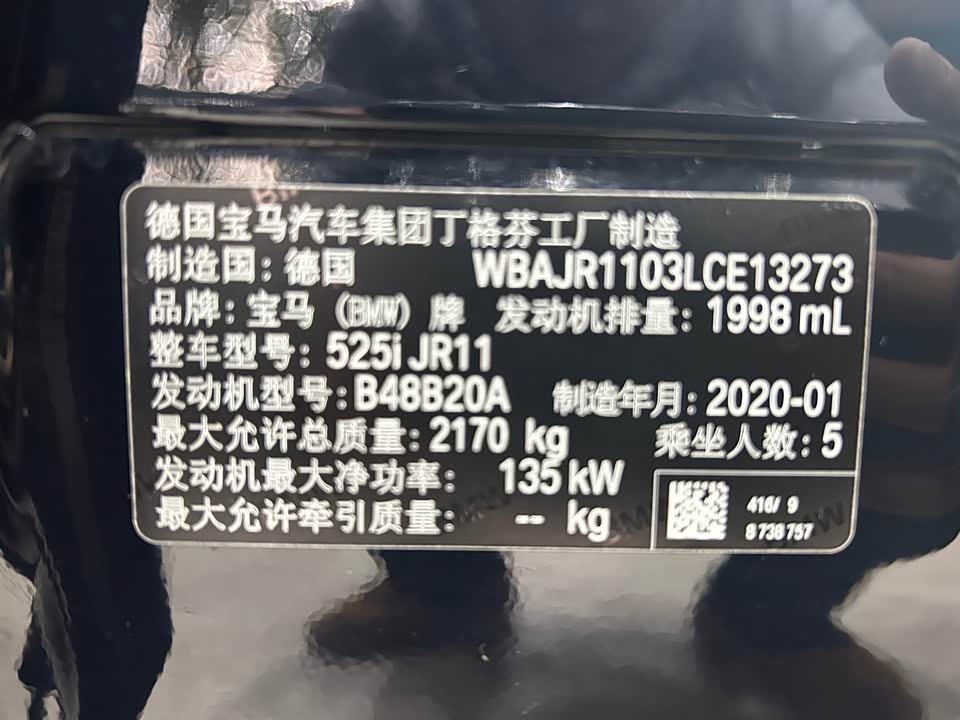 德国宝马汽车集团丁格芬工厂制造
制造国: 德国 WBAJR1103LCE13273
品牌: 宝马 (BMW) 牌 发动机排量: 1998 mL
整车型号: 525i JR11
发动机型号: B48B20A 制造年月: 2020-01
最大允许总质量: 2170 kg 乘坐人数: 5
发动机最大净功率: 135 kW
最大允许牵引质量: -- kg
416/ 9
8738757